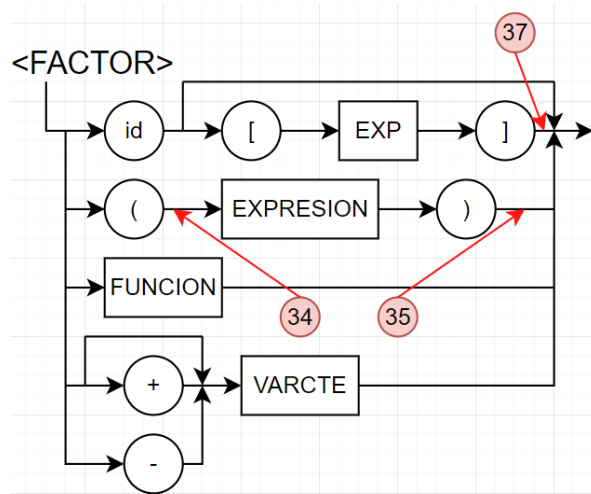 37
<FACTOR>
id
[
EXP
]
(
EXPRESION
)
FUNCION
34
35
+
VARCTE
-